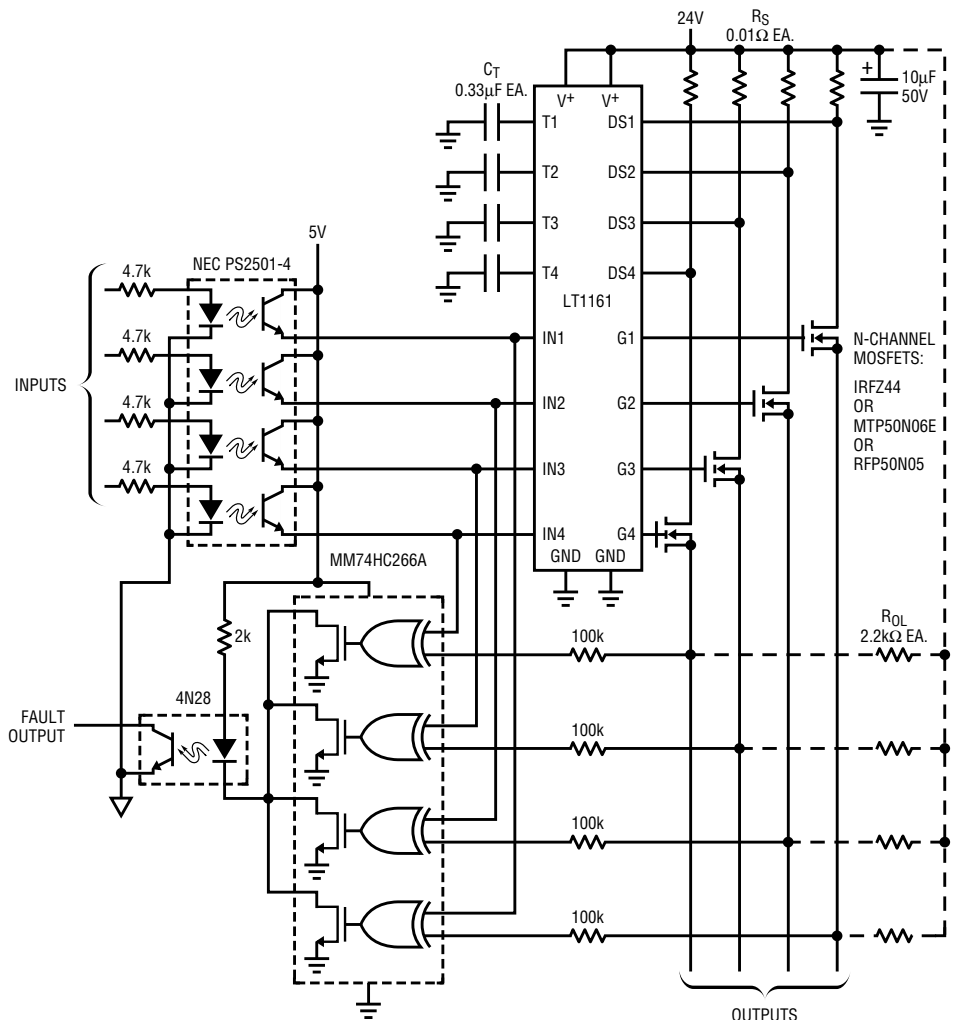 24V
RS
0.01Ω EA.
CT
0.33µF EA.
+
10µF
50V
V+
V+
T1
DS1
T2
DS2
T3
DS3
T4
DS4
LT1161
5V
NEC PS2501-4
4.7k
4.7k
4.7k
4.7k
INPUTS
IN1
G1
IN2
G2
IN3
G3
IN4
G4
GND
GND
N-CHANNEL
MOSFETS:
IRFZ44
OR
MTP50N06E
OR
RFP50N05
MM74HC266A
2k
4N28
FAULT
OUTPUT
100k
100k
100k
100k
ROL
2.2kΩ EA.
OUTPUTS